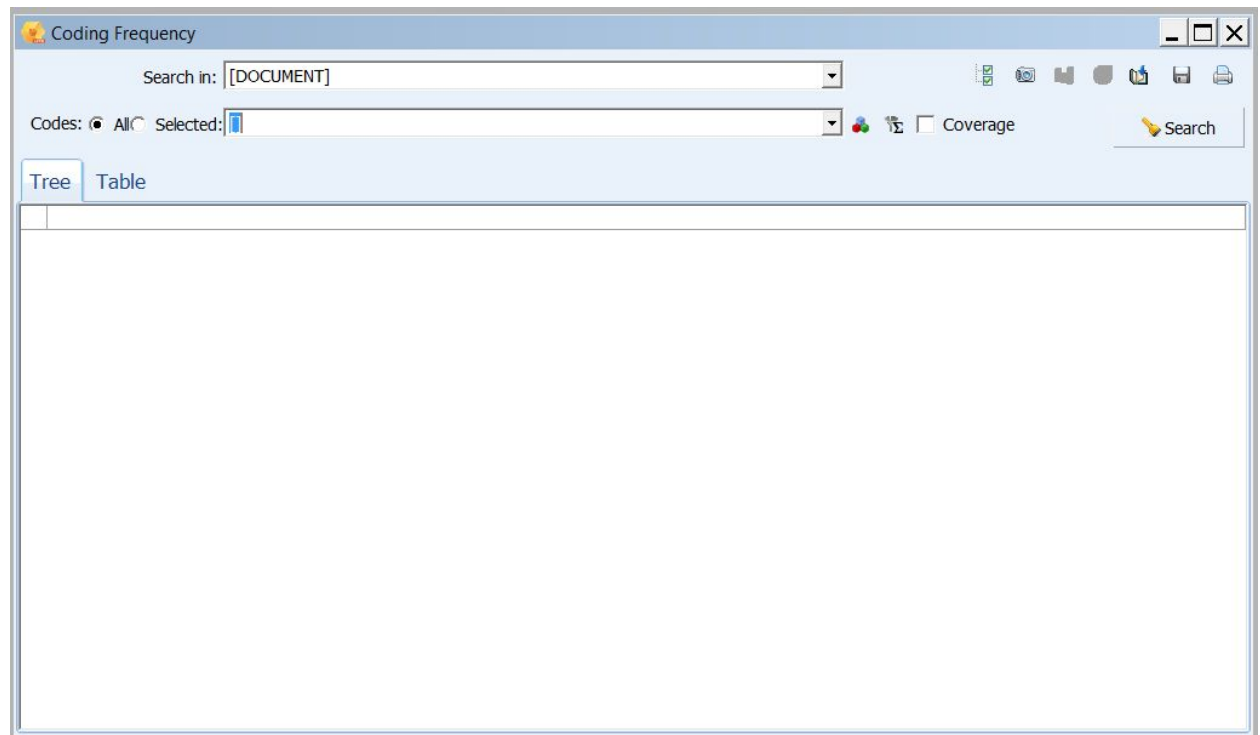 Coding Frequency
Search in: [DOCUMENT]
Codes: All Selected: Coverage Search
Tree Table